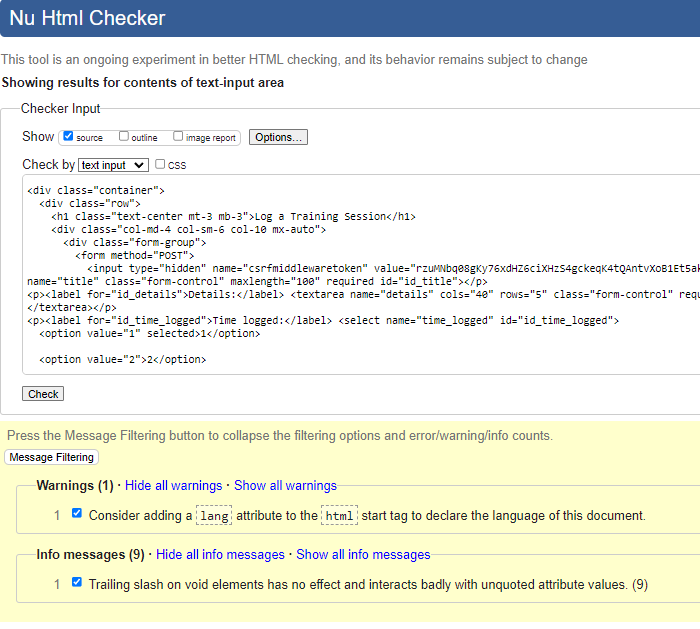 Nu Html Checker
This tool is an ongoing experiment in better HTML checking, and its behavior remains subject to change
Showing results for contents of text-input area
Checker Input
Show source outline image report Options...
Check by text input CSS
<div class="container">
<div class="row">
<h1 class="text-center mt-3 mb-3">Log a Training Session</h1>
<div class="col-md-4 col-sm-6 col-10 mx-auto">
<div class="form-group">
<form method="POST">
<input type="hidden" name="csrfmiddlewaretoken" value="rzuMNbq08gKy76xdHZ6ciXHzS4gckeqK4tQAntvXoB1Et5ak
name="title" class="form-control" maxlength="100" required id="id_title"></p>
<p><label for="id_details">Details:</label> <textarea name="details" cols="40" rows="5" class="form-control" requ
</textarea></p>
<p><label for="id_time_logged">Time logged:</label> <select name="time_logged" id="id_time_logged">
<option value="1" selected>1</option>
<option value="2">2</option>
Check
Press the Message Filtering button to collapse the filtering options and error/warning/info counts.
Message Filtering
Warnings (1) · Hide all warnings · Show all warnings
1 Consider adding a lang attribute to the html start tag to declare the language of this document.
Info messages (9) · Hide all info messages · Show all info messages
1 Trailing slash on void elements has no effect and interacts badly with unquoted attribute values. (9)